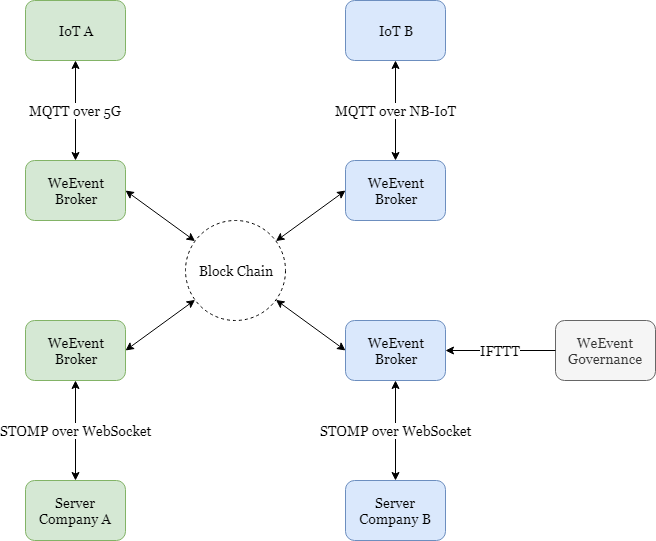 IoT A
IoT B
MQTT over 5G
MQTT over NB-IoT
WeEvent
Broker
WeEvent
Broker
Block Chain
WeEvent
Broker
WeEvent
Broker
IFTTT
WeEvent
Governance
STOMP over WebSocket
STOMP over WebSocket
Server
Company A
Server
Company B